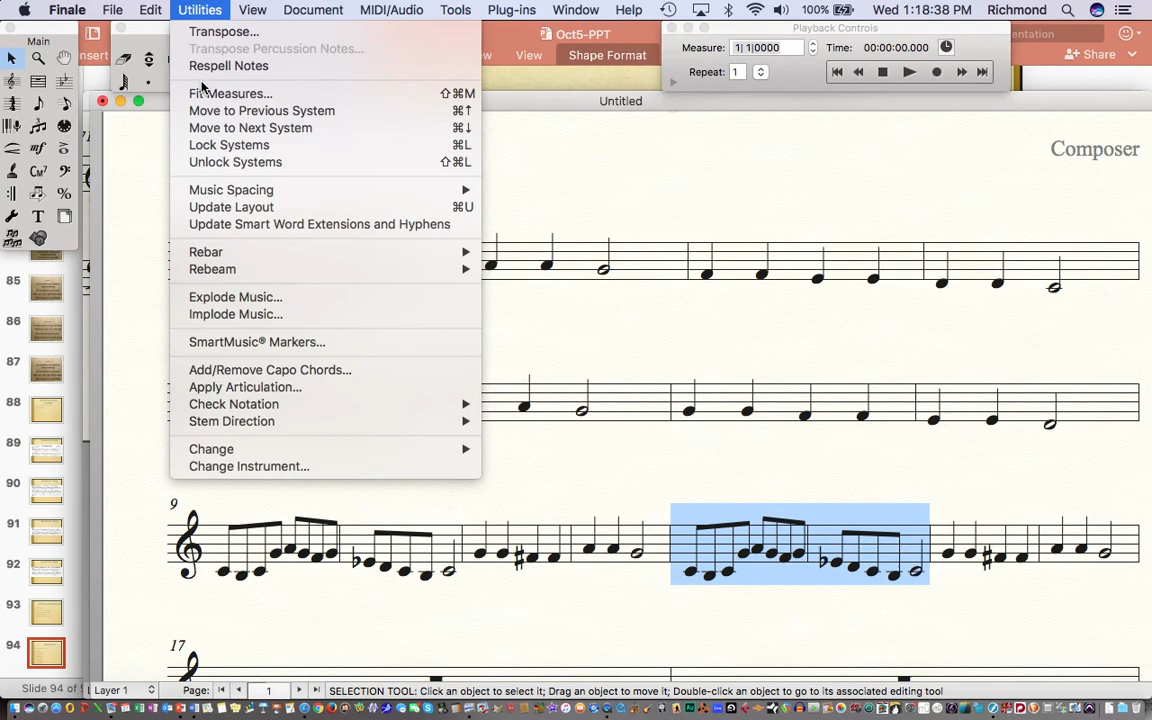 Finale File Edit Utilities View Document MIDI/Audio Tools Plug-ins Window Help 100% Wed 1:18:38 PM Richmond
Main
Transpose...
Transpose Percussion Notes...
Respell Notes
Fit Measures... ⇧⌘M
Move to Previous System ⌘↑
Move to Next System ⌘↓
Lock Systems ⌘L
Unlock Systems ⇧⌘L
Music Spacing
Update Layout ⌘U
Update Smart Word Extensions and Hyphens
Rebar
Rebeam
Explode Music...
Implode Music...
SmartMusic® Markers...
Add/Remove Capo Chords...
Apply Articulation...
Check Notation
Stem Direction
Change
Change Instrument...
Oct5-PPT
nsert
View Shape Format
Share
Playback Controls
Measure: 1| 1|0000 Time: 00:00:00.000
Repeat: 1
Untitled
Composer
85
86
87
88
89
90
91
92
93
94
9
17
Slide 94 of
Layer 1 Page: 1 SELECTION TOOL: Click an object to select it; Drag an object to move it; Double-click an object to go to its associated editing tool